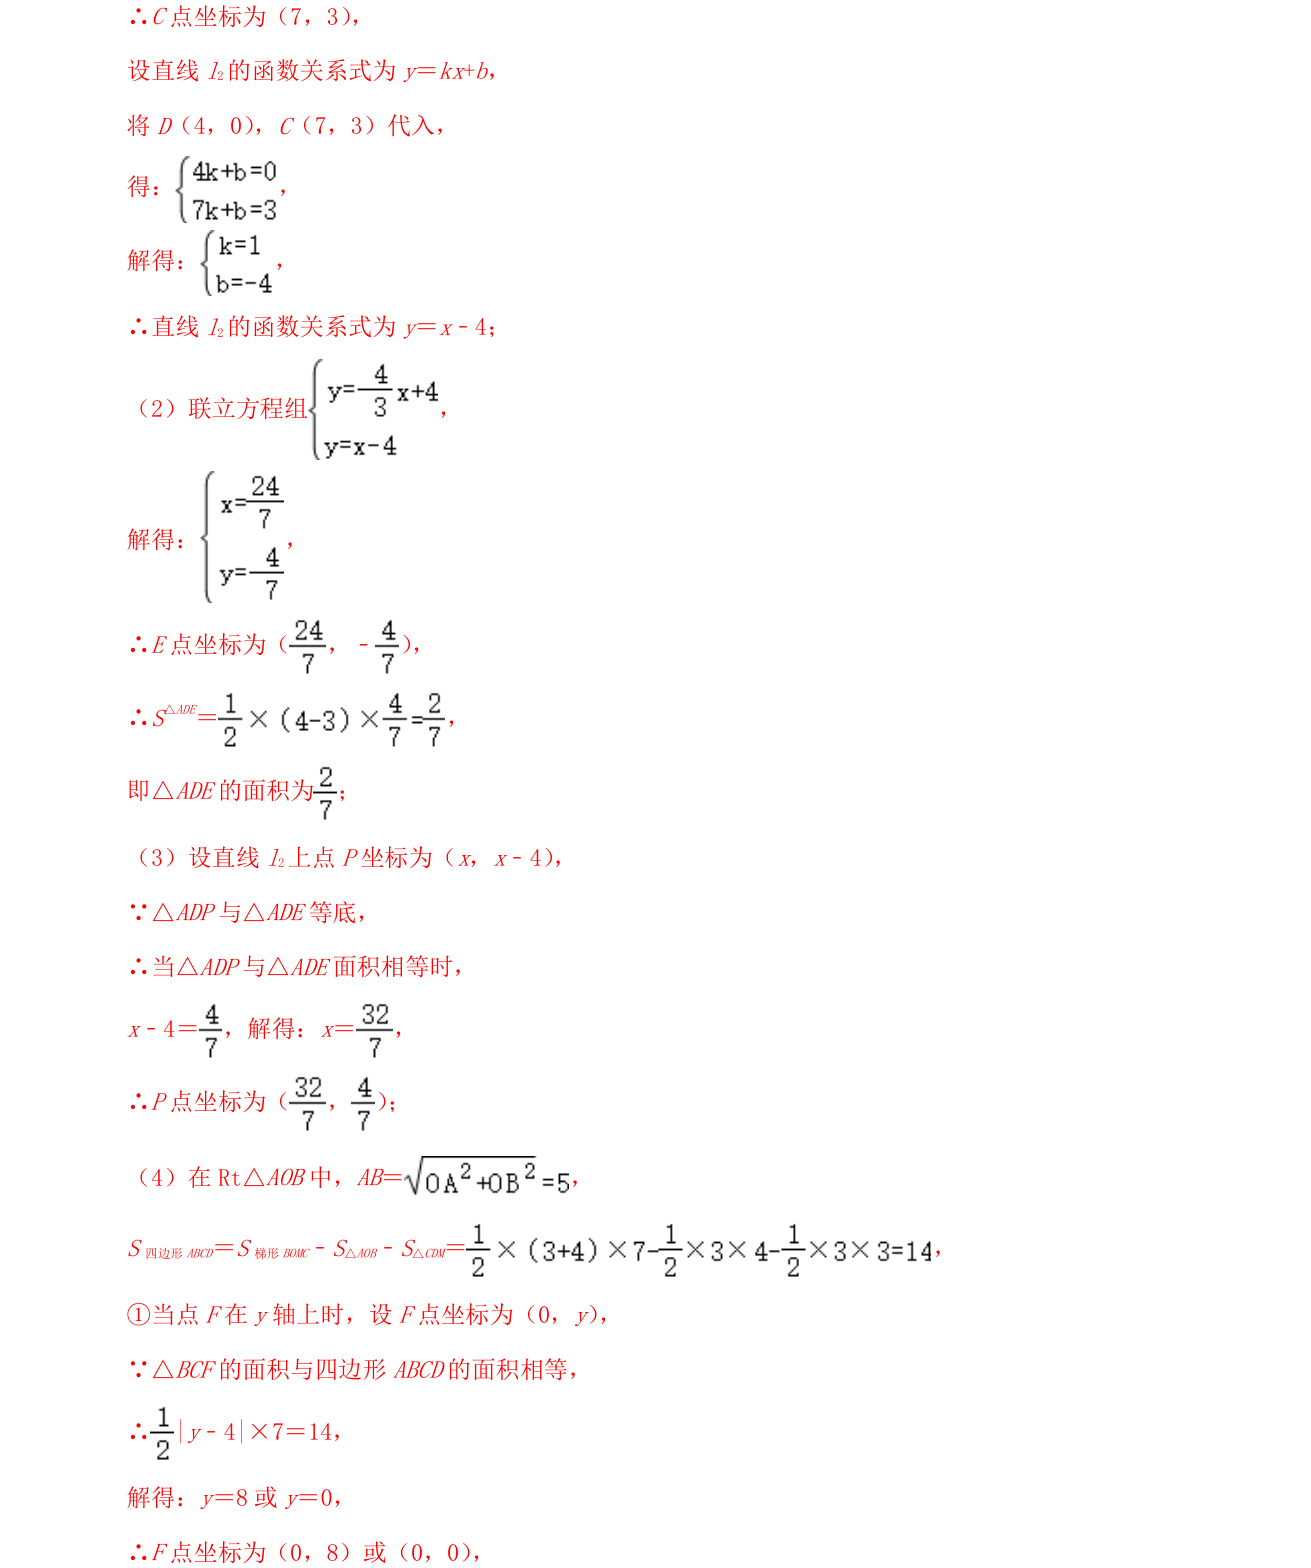 ∴C点坐标为（7，3），
设直线 l₂的函数关系式为 y＝kx+b，
将 D（4，0），C（7，3）代入，
得：{4k+b=0 7k+b=3，
解得：{k=1 b=-4，
∴直线 l₂的函数关系式为 y＝x﹣4；
（2）联立方程组{y=-4/3 x+4 y=x-4，
解得：{x=24/7 y=-4/7，
∴E点坐标为（24/7，﹣4/7），
∴S△ADE＝1/2×（4-3）×4/7=2/7，
即△ADE的面积为2/7；
（3）设直线 l₂上点 P坐标为（x，x﹣4），
∵△ADP与△ADE等底，
∴当△ADP与△ADE面积相等时，
x﹣4＝4/7，解得：x＝32/7，
∴P点坐标为（32/7，4/7）；
（4）在 Rt△AOB中，AB＝√(OA²+OB²)=5，
S四边形ABCD＝S梯形BOMC﹣S△AOB﹣S△CDM＝1/2×（3+4）×7-1/2×3×4-1/2×3×3=14，
①当点 F在 y轴上时，设 F点坐标为（0，y），
∵△BCF的面积与四边形 ABCD的面积相等，
∴1/2|y﹣4|×7＝14，
解得：y＝8或 y＝0，
∴F点坐标为（0，8）或（0，0），